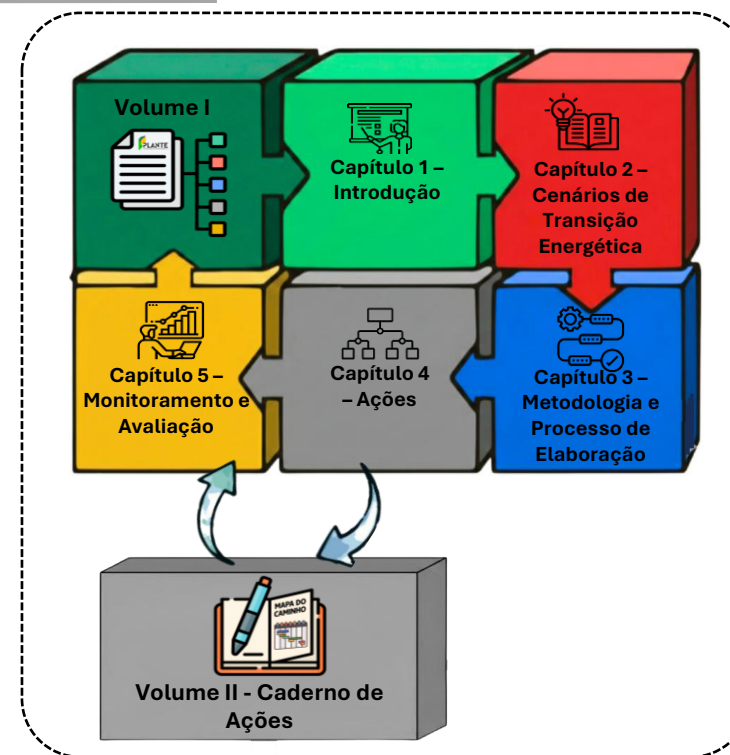 Volume I
PLANTE
Capítulo 1 –
Introdução
Capítulo 2 –
Cenários de
Transição
Energética
Capítulo 3 –
Metodologia e
Processo de
Elaboração
Capítulo 4
– Ações
Capítulo 5 –
Monitoramento e
Avaliação
MAPA DO
CAMINHO
Volume II - Caderno de
Ações